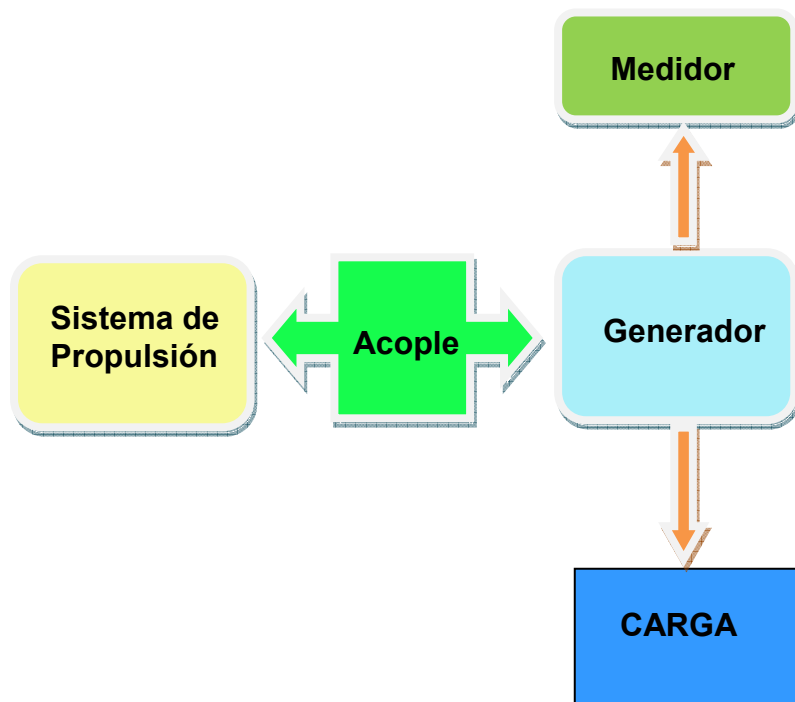 Medidor
Sistema de
Propulsión
Acople
Generador
CARGA